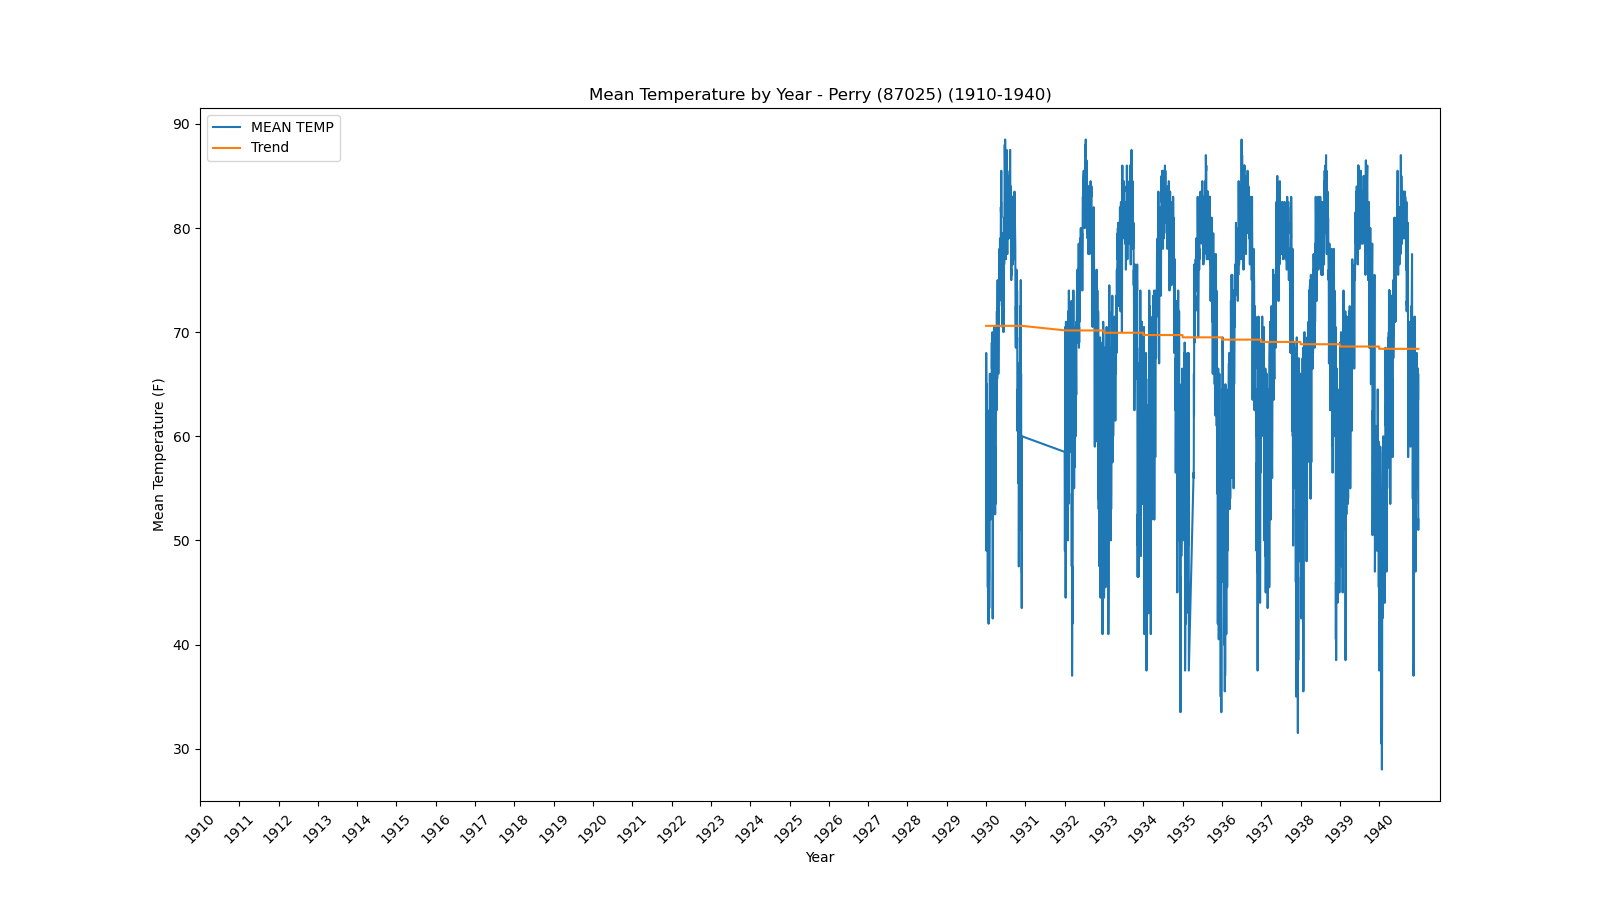 Mean Temperature by Year - Perry (87025) (1910-1940)
MEAN TEMP
Trend
90
80
70
60
50
40
30
Mean Temperature (F)
1910 1911 1912 1913 1914 1915 1916 1917 1918 1919 1920 1921 1922 1923 1924 1925 1926 1927 1928 1929 1930 1931 1932 1933 1934 1935 1936 1937 1938 1939 1940
Year